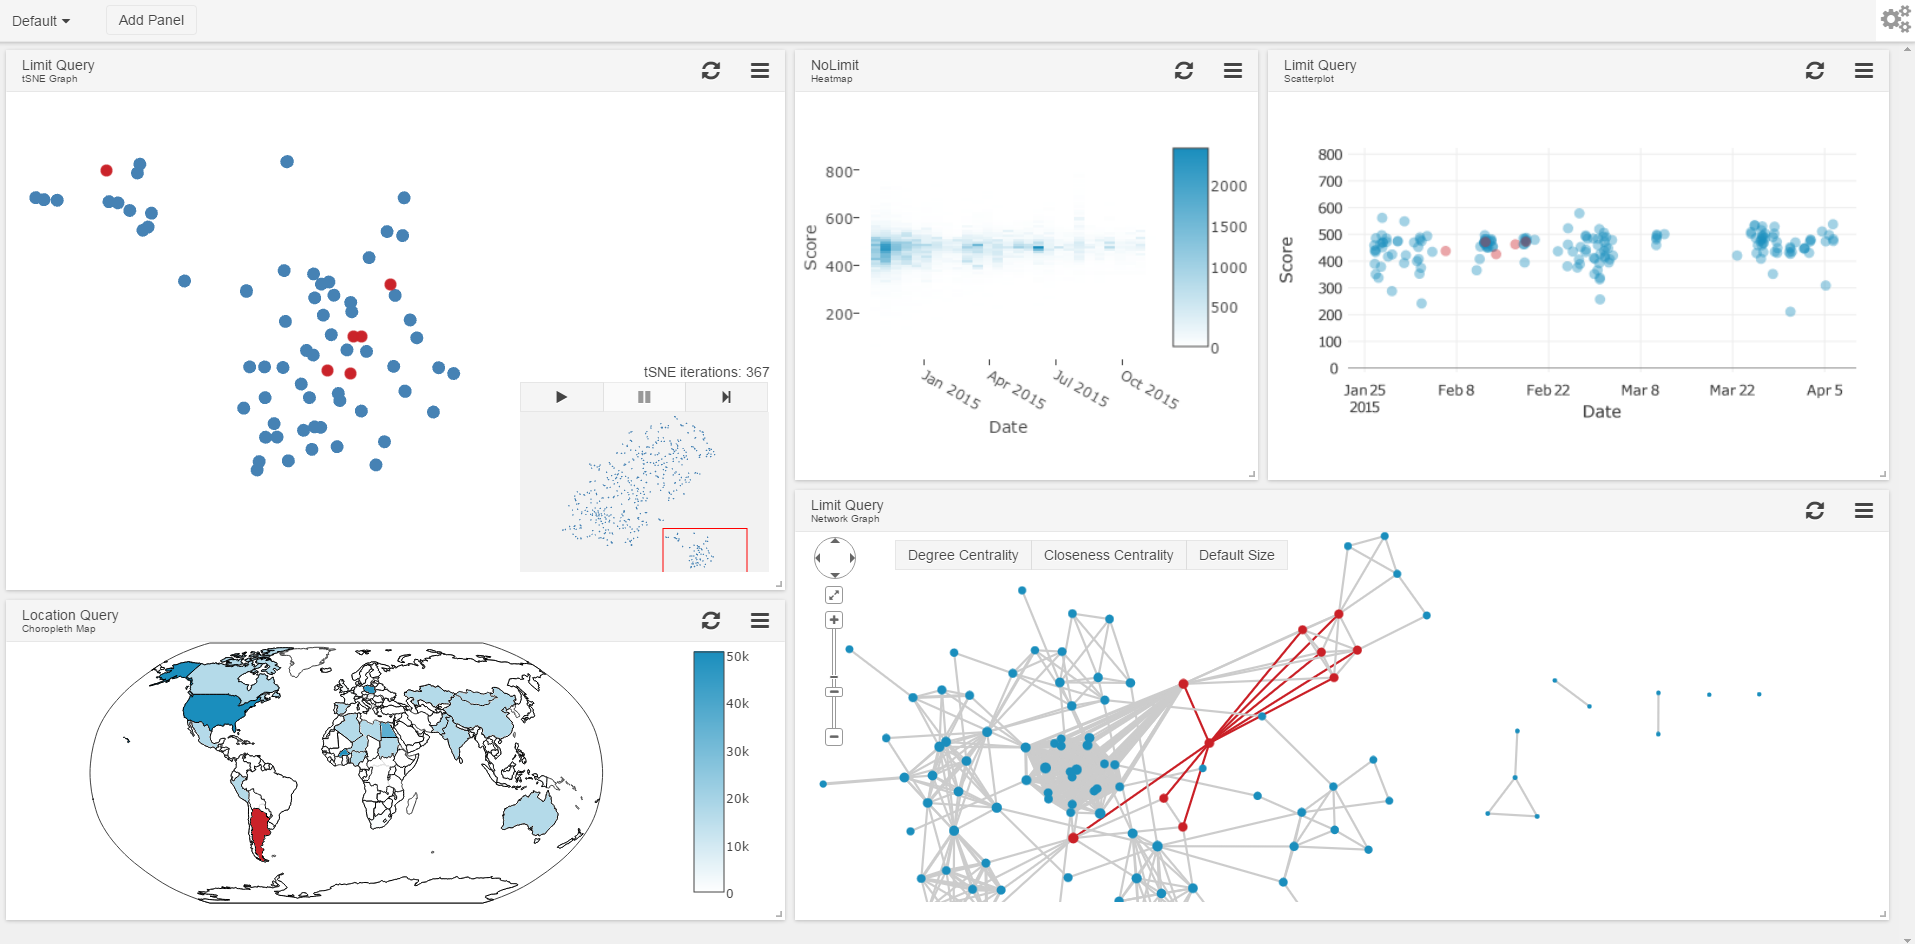 Default
Add Panel
Limit Query
tSNE Graph
tSNE iterations: 367
NoLimit
Heatmap
800
600
400
200
Score
Jan 2015
Apr 2015
Jul 2015
Oct 2015
Date
2000
1500
1000
500
0
Limit Query
Scatterplot
800
700
600
500
400
300
200
100
0
Score
Jan 25
2015
Feb 8
Feb 22
Mar 8
Mar 22
Apr 5
Date
Location Query
Choropleth Map
50k
40k
30k
20k
10k
0
Limit Query
Network Graph
Degree Centrality
Closeness Centrality
Default Size